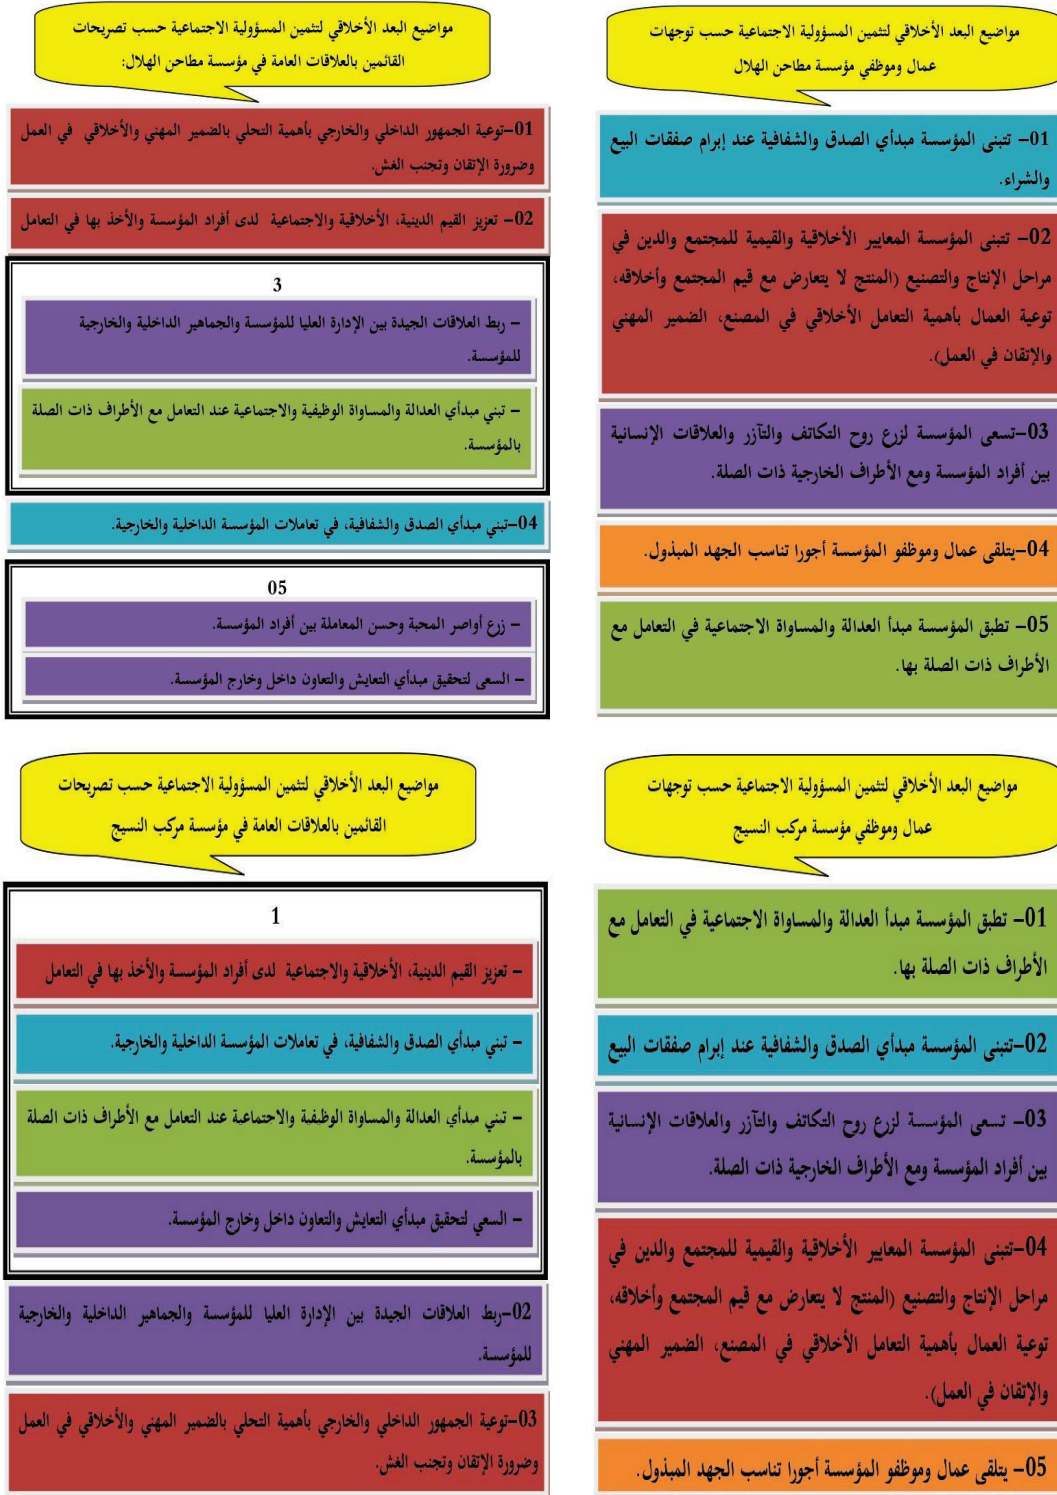 مواضيع البعد الأخلاقي لتثمين المسؤولية الاجتماعية حسب توجهات
عمال وموظفي مؤسسة مطاحن الهلال
01- تتبنى المؤسسة مبدأي الصدق والشفافية عند إبرام صفقات البيع
والشراء.
02- تتبنى المؤسسة المعايير الأخلاقية والقيمية للمجتمع والدين في
مراحل الإنتاج والتصنيع (المنتج لا يتعارض مع قيم المجتمع وأخلاقه،
توعية العمال بأهمية التعامل الأخلاقي في المصنع، الضمير المهني
والإتقان في العمل).
03-تسعى المؤسسة لزرع روح التكاتف والتآزر والعلاقات الإنسانية
بين أفراد المؤسسة ومع الأطراف الخارجية ذات الصلة.
04-يتلقى عمال وموظفو المؤسسة أجورا تناسب الجهد المبذول.
05- تطبق المؤسسة مبدأ العدالة والمساواة الاجتماعية في التعامل مع
الأطراف ذات الصلة بها.
مواضيع البعد الأخلاقي لتثمين المسؤولية الاجتماعية حسب تصريحات
القائمين بالعلاقات العامة في مؤسسة مطاحن الهلال:
01-توعية الجمهور الداخلي والخارجي بأهمية التحلي بالضمير المهني والأخلاقي في العمل
وضرورة الإتقان وتجنب الغش.
02- تعزيز القيم الدينية، الأخلاقية والاجتماعية لدى أفراد المؤسسة والأخذ بها في التعامل
3
– ربط العلاقات الجيدة بين الإدارة العليا للمؤسسة والجماهير الداخلية والخارجية
للمؤسسة.
– تبني مبدأي العدالة والمساواة الوظيفية والاجتماعية عند التعامل مع الأطراف ذات الصلة
بالمؤسسة.
04-تبني مبدأي الصدق والشفافية، في تعاملات المؤسسة الداخلية والخارجية.
05
– زرع أواصر المحبة وحسن المعاملة بين أفراد المؤسسة.
– السعى لتحقيق مبدأي التعايش والتعاون داخل وخارج المؤسسة.
مواضيع البعد الأخلاقي لتثمين المسؤولية الاجتماعية حسب توجهات
عمال وموظفي مؤسسة مركب النسيج
01- تطبق المؤسسة مبدأ العدالة والمساواة الاجتماعية في التعامل مع
الأطراف ذات الصلة بها.
02-تتبنى المؤسسة مبدأي الصدق والشفافية عند إبرام صفقات البيع
03- تسعى المؤسسة لزرع روح التكاتف والتآزر والعلاقات الإنسانية
بين أفراد المؤسسة ومع الأطراف الخارجية ذات الصلة.
04-تتبنى المؤسسة المعايير الأخلاقية والقيمية للمجتمع والدين في
مراحل الإنتاج والتصنيع (المنتج لا يتعارض مع قيم المجتمع وأخلاقه،
توعية العمال بأهمية التعامل الأخلاقي في المصنع، الضمير المهني
والإتقان في العمل).
05- يتلقى عمال وموظفو المؤسسة أجورا تناسب الجهد المبذول.
مواضيع البعد الأخلاقي لتثمين المسؤولية الاجتماعية حسب تصريحات
القائمين بالعلاقات العامة في مؤسسة مركب النسيج
1
– تعزيز القيم الدينية، الأخلاقية والاجتماعية لدى أفراد المؤسسة والأخذ بها في التعامل
– تبني مبدأي الصدق والشفافية، في تعاملات المؤسسة الداخلية والخارجية.
– تبني مبدأي العدالة والمساواة الوظيفية والاجتماعية عند التعامل مع الأطراف ذات الصلة
بالمؤسسة.
– السعي لتحقيق مبدأي التعايش والتعاون داخل وخارج المؤسسة.
02-ربط العلاقات الجيدة بين الإدارة العليا للمؤسسة والجماهير الداخلية والخارجية
للمؤسسة.
03-توعية الجمهور الداخلي والخارجي بأهمية التحلي بالضمير المهني والأخلاقي في العمل
وضرورة الإتقان وتجنب الغش.